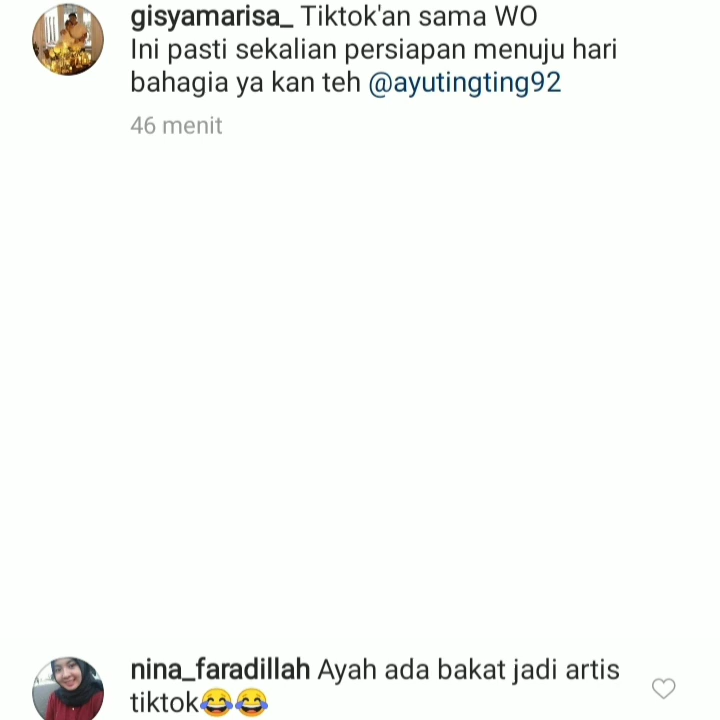 gisyamarisa_ Tiktok'an sama WO
Ini pasti sekalian persiapan menuju hari
bahagia ya kan teh @ayutingting92
46 menit
nina_faradillah Ayah ada bakat jadi artis
tiktok😂😂